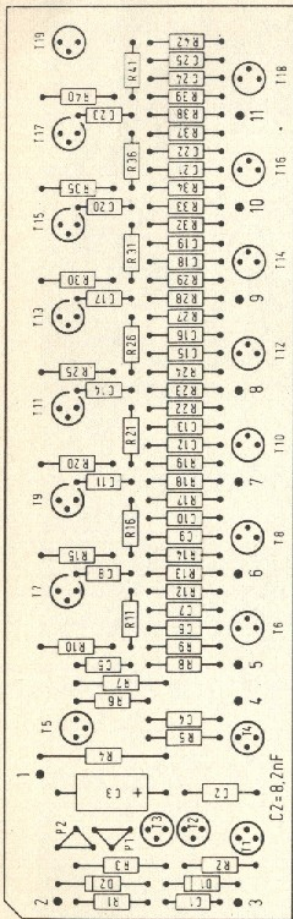 T19
T17
T15
T13
T11
T9
T7
T5
1
P2
P1
2
R40
C23
R35
C20
R30
C17
R25
C14
R20
C11
R15
C8
R10
C5
R7
R6
R4
C3
+
R3
D2
R1
R41
R36
R31
R26
R21
R16
R11
R42
C25
C24
R39
R38
R37
C22
C21
R34
R33
R32
C19
C18
R29
R28
R27
C16
C15
R24
R23
R22
C13
C12
R19
R18
R17
C10
C9
R14
R13
R12
C7
C6
R9
R8
C4
R5
T3
T2
C2
R2
D1
C1
T18
11
T16
10
T14
9
T12
8
T10
7
T8
6
T6
5
4
T4
C2=8,2nF
T1
3